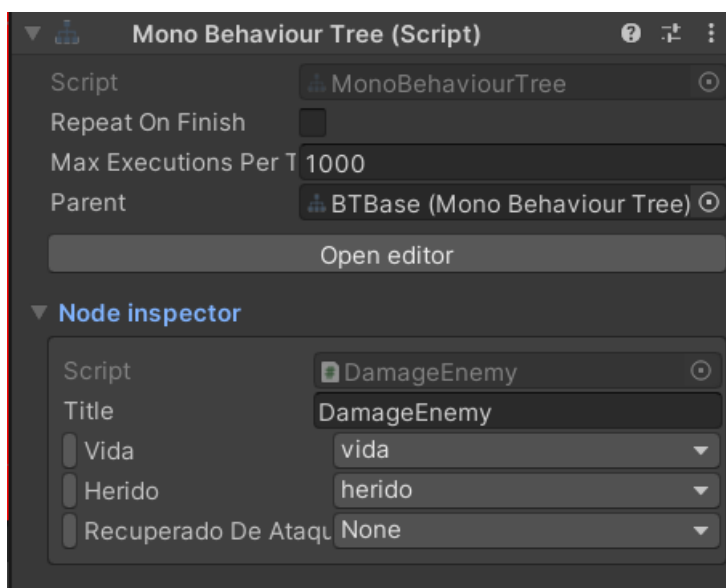 Mono Behaviour Tree (Script)
Script MonoBehaviourTree
Repeat On Finish
Max Executions Per T 1000
Parent BTBase (Mono Behaviour Tree)
Open editor
Node inspector
Script # DamageEnemy
Title DamageEnemy
Vida vida
Herido herido
Recuperado De Ataqu None